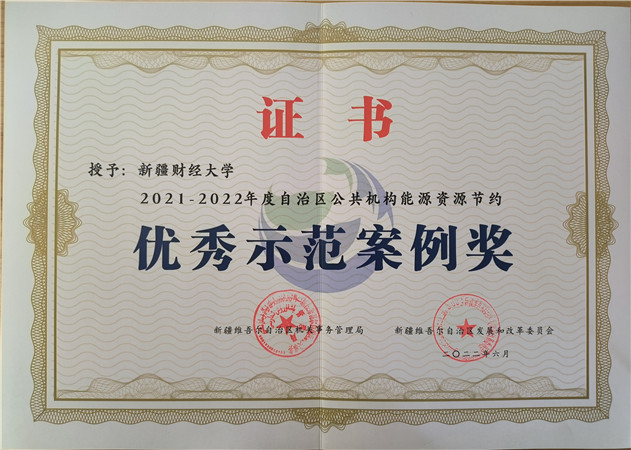 证书
授予：新疆财经大学
2021-2022年度自治区公共机构能源资源节约
优秀示范案例奖
新疆维吾尔自治区机关事务管理局 新疆维吾尔自治区发展和改革委员会
二〇二二年六月